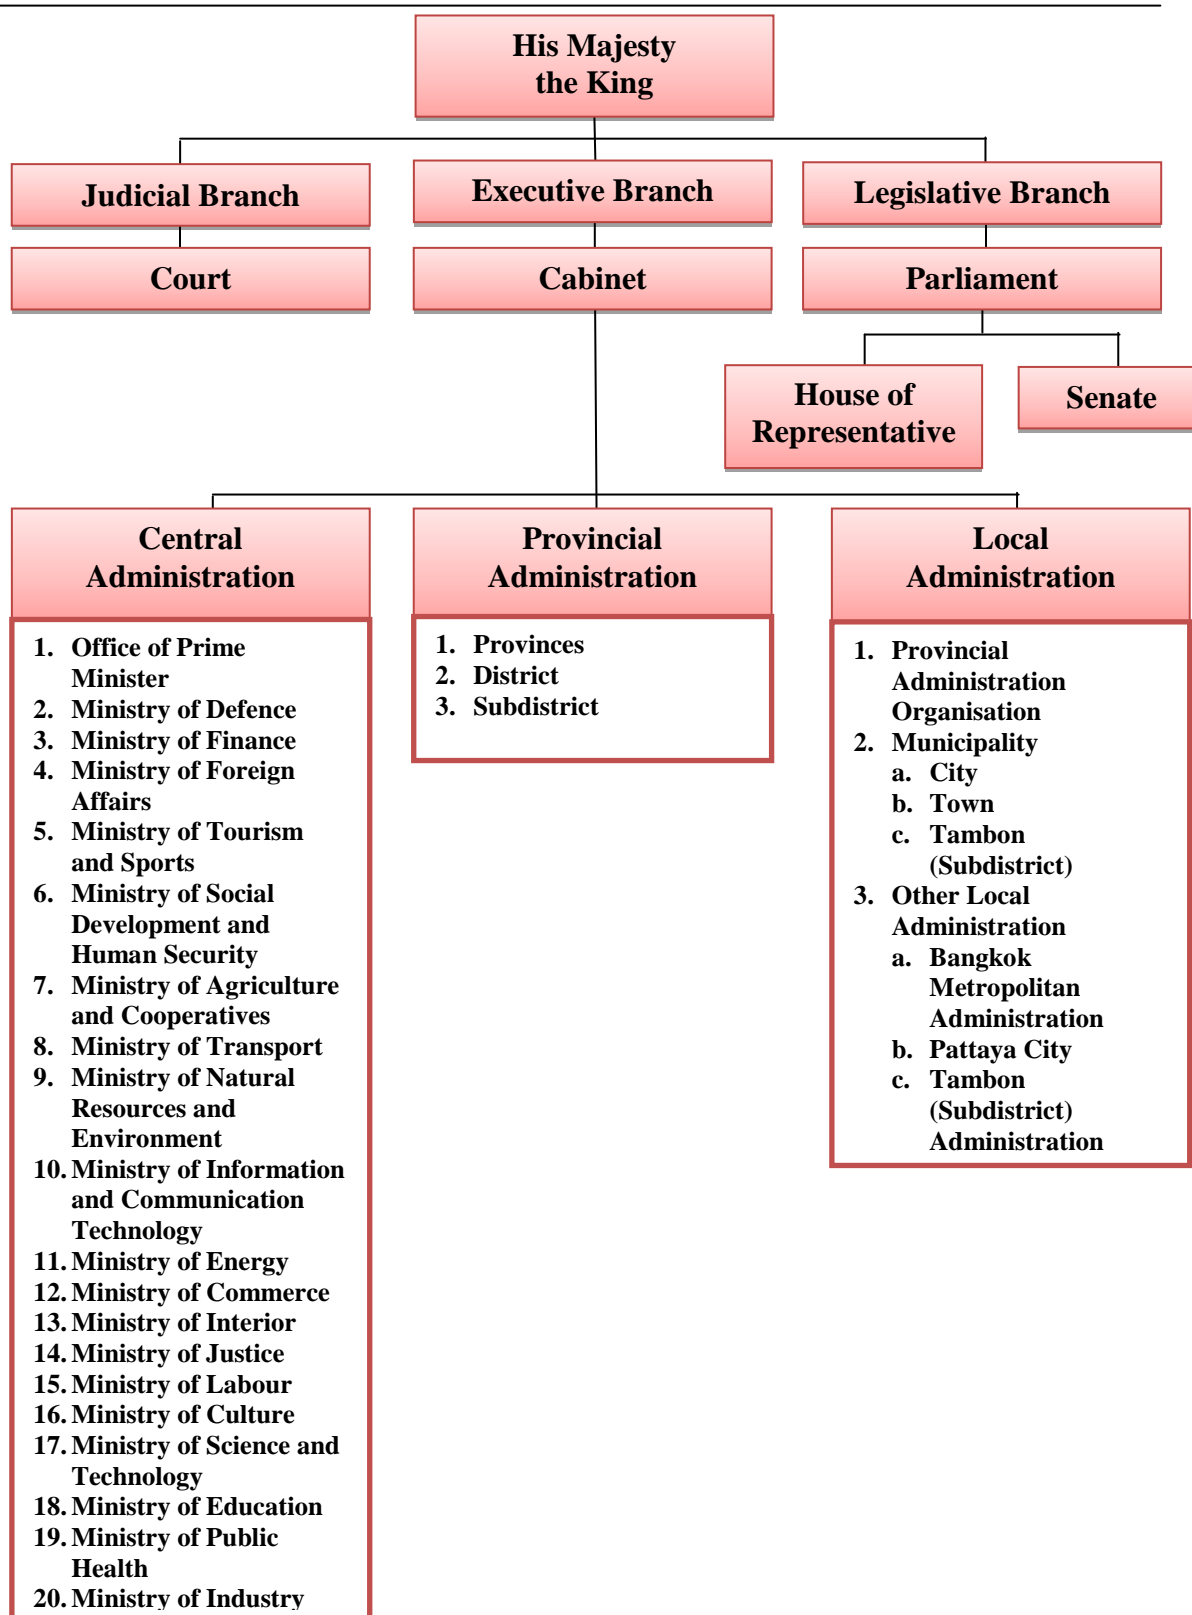 His Majesty
the King
Judicial Branch
Executive Branch
Legislative Branch
Court
Cabinet
Parliament
House of
Representative
Senate
Central
Administration
Provincial
Administration
Local
Administration
1. Office of Prime
Minister
2. Ministry of Defence
3. Ministry of Finance
4. Ministry of Foreign
Affairs
5. Ministry of Tourism
and Sports
6. Ministry of Social
Development and
Human Security
7. Ministry of Agriculture
and Cooperatives
8. Ministry of Transport
9. Ministry of Natural
Resources and
Environment
10. Ministry of Information
and Communication
Technology
11. Ministry of Energy
12. Ministry of Commerce
13. Ministry of Interior
14. Ministry of Justice
15. Ministry of Labour
16. Ministry of Culture
17. Ministry of Science and
Technology
18. Ministry of Education
19. Ministry of Public
Health
20. Ministry of Industry
1. Provinces
2. District
3. Subdistrict
1. Provincial
Administration
Organisation
2. Municipality
a. City
b. Town
c. Tambon
(Subdistrict)
3. Other Local
Administration
a. Bangkok
Metropolitan
Administration
b. Pattaya City
c. Tambon
(Subdistrict)
Administration